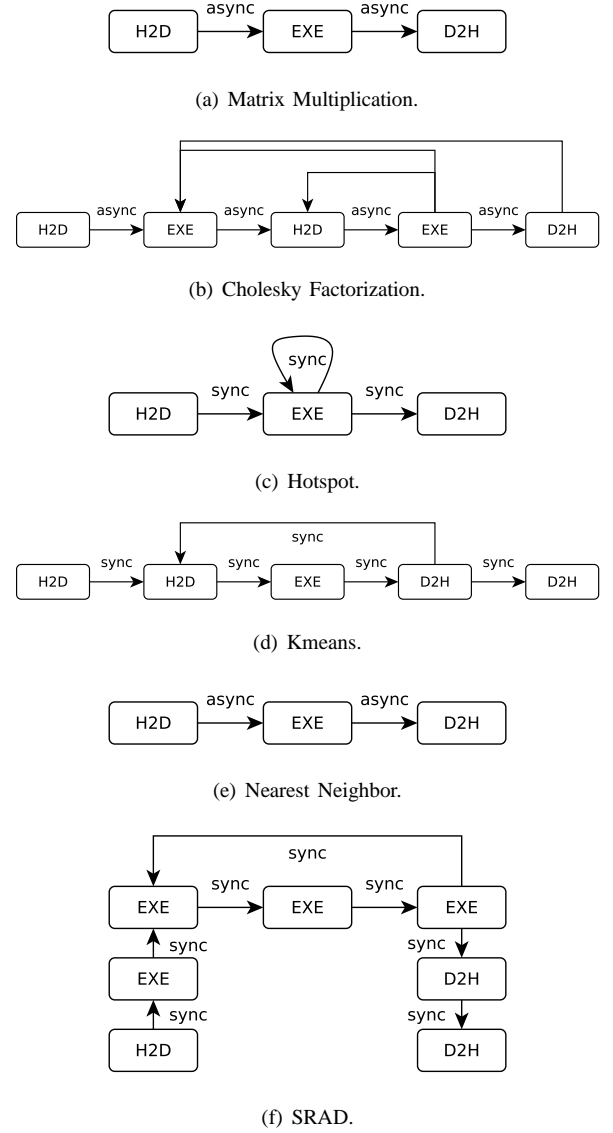 async async
H2D EXE D2H
(a) Matrix Multiplication.
async async async async
H2D EXE H2D EXE D2H
(b) Cholesky Factorization.
sync
sync sync
H2D EXE D2H
(c) Hotspot.
sync
sync sync sync sync
H2D H2D EXE D2H D2H
(d) Kmeans.
async async
H2D EXE D2H
(e) Nearest Neighbor.
sync
sync sync
EXE EXE EXE
sync sync
EXE D2H
sync sync
H2D D2H
(f) SRAD.